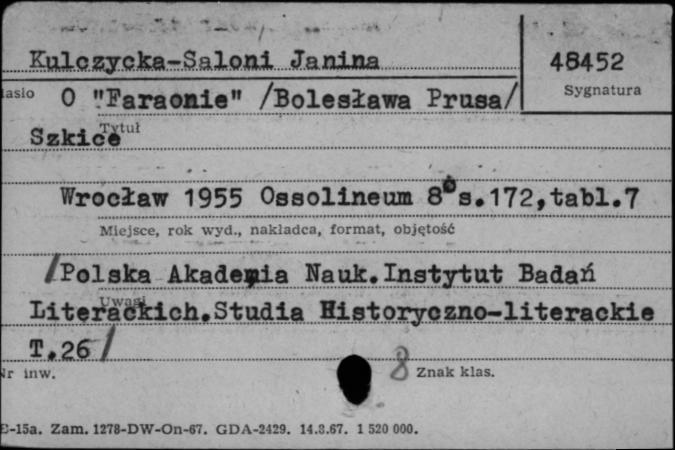 Kulczycka-Saloni Janina
48452
Sygnatura
O "Faraonie" /Bolesława Prusa/
Tytuł
Szkice
Wrocław 1955 Ossolineum 8° s.172,tabl.7
Miejsce, rok wyd., nakładca, format, objętość
/Polska Akademia Nauk.Instytut Badań
Uwagi
Literackich.Studia Historyczno-literackie
T.26/
Nr inw.
8
Znak klas.
E-15a. Zam. 1278-DW-On-67. GDA-2429. 14.3.67. 1 520 000.